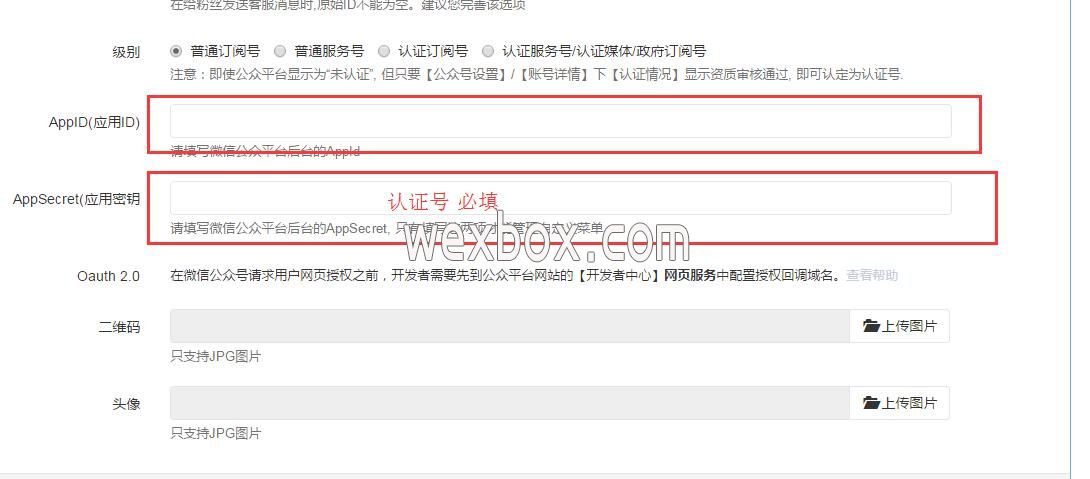 在给粉丝发送客服消息时,原始ID不能为空。建议您完善该选项
级别 普通订阅号 普通服务号 认证订阅号 认证服务号/认证媒体/政府订阅号
注意：即使公众平台显示为“未认证”, 但只要【公众号设置】/【账号详情】下【认证情况】显示资质审核通过, 即可认定为认证号.
AppID(应用ID)
请填写微信公众平台后台的AppId
AppSecret(应用密钥
认证号 必填
请填写微信公众平台后台的AppSecret, 只有填写 菜单
wexbox.com
Oauth 2.0 在微信公众号请求用户网页授权之前，开发者需要先到公众平台网站的【开发者中心】网页服务中配置授权回调域名。查看帮助
二维码 上传图片
只支持JPG图片
头像 上传图片
只支持JPG图片